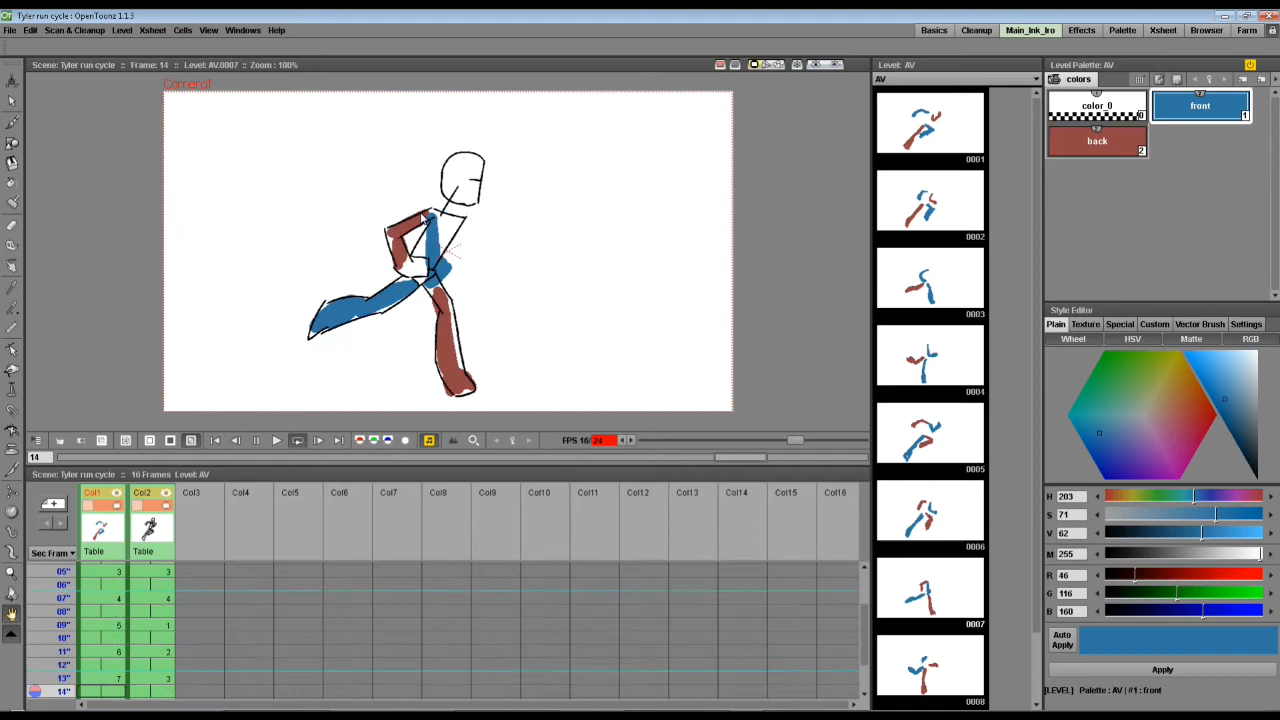 Tyler run cycle : OpenToonz 1.1.3
File Edit Scan & Cleanup Level Xsheet Cells View Windows Help
Basics Cleanup Main_Ink_Iro Effects Palette Xsheet Browser Farm
Scene: Tyler run cycle :: Frame: 14 :: Level: AV.0007 :: Zoom : 100%
Level: AV
Level Palette: AV
AV
colors
Camera1
color_0
0
front
1
back
2
0001
0002
0003
0004
0005
0006
0007
0008
Style Editor
Plain Texture Special Custom Vector Brush Settings
Wheel HSV Matte RGB
H 203
S 71
V 62
M 255
R 46
G 116
B 160
Auto Apply
Apply
[LEVEL] Palette : AV | #1 : front
FPS 16/24
14
Scene: Tyler run cycle :: 16 Frames Level: AV
Col1 Col2 Col3 Col4 Col5 Col6 Col7 Col8 Col9 Col10 Col11 Col12 Col13 Col14 Col15 Col16
Sec Fram Table Table
05" 3 3
06"
07" 4 4
08"
09" 5 1
10"
11" 6 2
12"
13" 7 3
14"